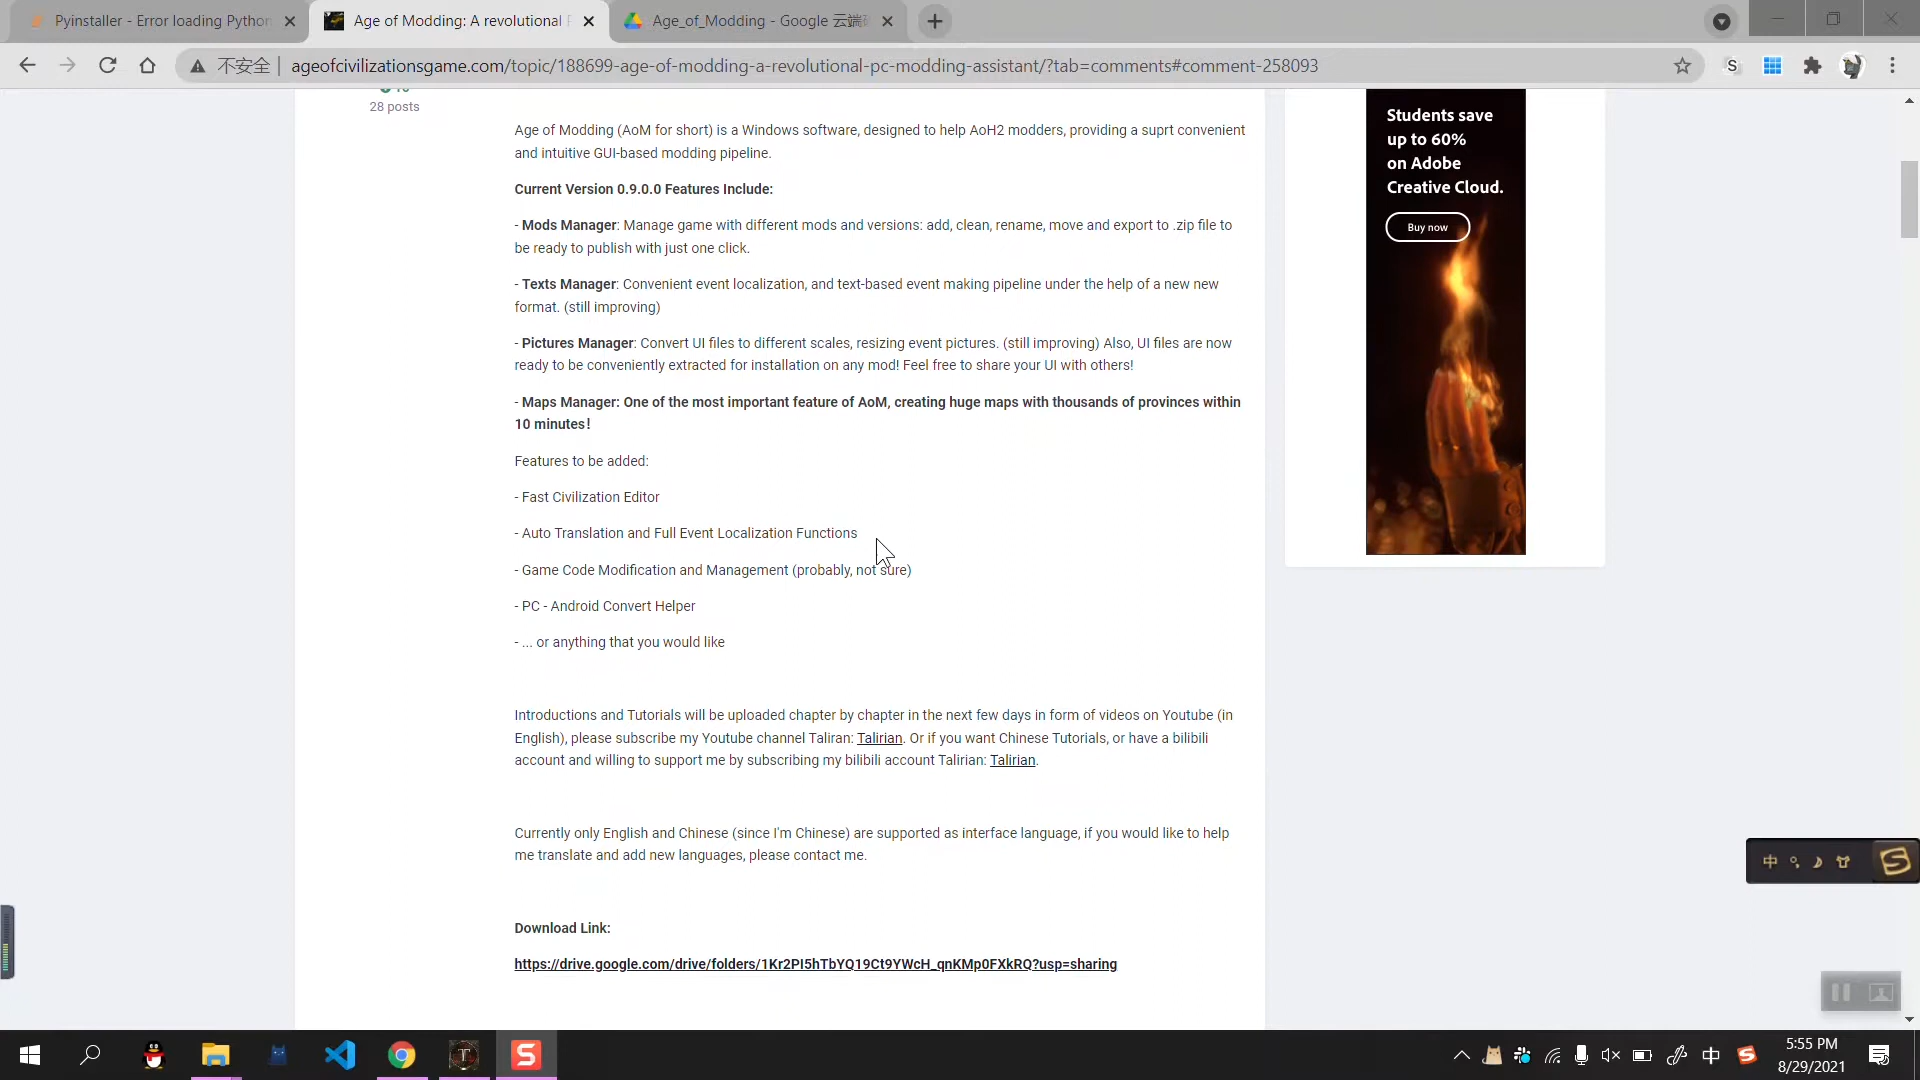 Pyinstaller - Error loading Python
Age of Modding: A revolutional
Age_of_Modding - Google 云端
不安全
ageofcivilizationsgame.com/topic/188699-age-of-modding-a-revolutional-pc-modding-assistant/?tab=comments#comment-258093
28 posts
Age of Modding (AoM for short) is a Windows software, designed to help AoH2 modders, providing a suprt convenient
and intuitive GUI-based modding pipeline.
Current Version 0.9.0.0 Features Include:
- Mods Manager: Manage game with different mods and versions: add, clean, rename, move and export to .zip file to
be ready to publish with just one click.
- Texts Manager: Convenient event localization, and text-based event making pipeline under the help of a new new
format. (still improving)
- Pictures Manager: Convert UI files to different scales, resizing event pictures. (still improving) Also, UI files are now
ready to be conveniently extracted for installation on any mod! Feel free to share your UI with others!
- Maps Manager: One of the most important feature of AoM, creating huge maps with thousands of provinces within
10 minutes!
Features to be added:
- Fast Civilization Editor
- Auto Translation and Full Event Localization Functions
- Game Code Modification and Management (probably, not sure)
- PC - Android Convert Helper
- ... or anything that you would like
Introductions and Tutorials will be uploaded chapter by chapter in the next few days in form of videos on Youtube (in
English), please subscribe my Youtube channel Taliran: Talirian. Or if you want Chinese Tutorials, or have a bilibili
account and willing to support me by subscribing my bilibili account Talirian: Talirian.
Currently only English and Chinese (since I'm Chinese) are supported as interface language, if you would like to help
me translate and add new languages, please contact me.
Download Link:
https://drive.google.com/drive/folders/1Kr2PI5hTbYQ19Ct9YWcH_qnKMp0FXkRQ?usp=sharing
Students save
up to 60%
on Adobe
Creative Cloud.
Buy now
中
中
5:55 PM
8/29/2021